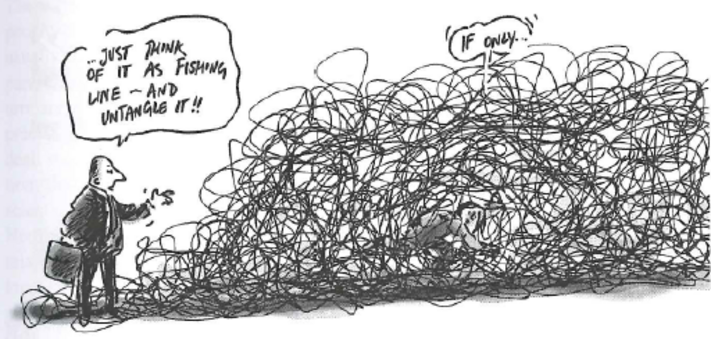 ...JUST THINK
OF IT AS FISHING
LINE - AND
UNTANGLE IT!!
IF ONLY...